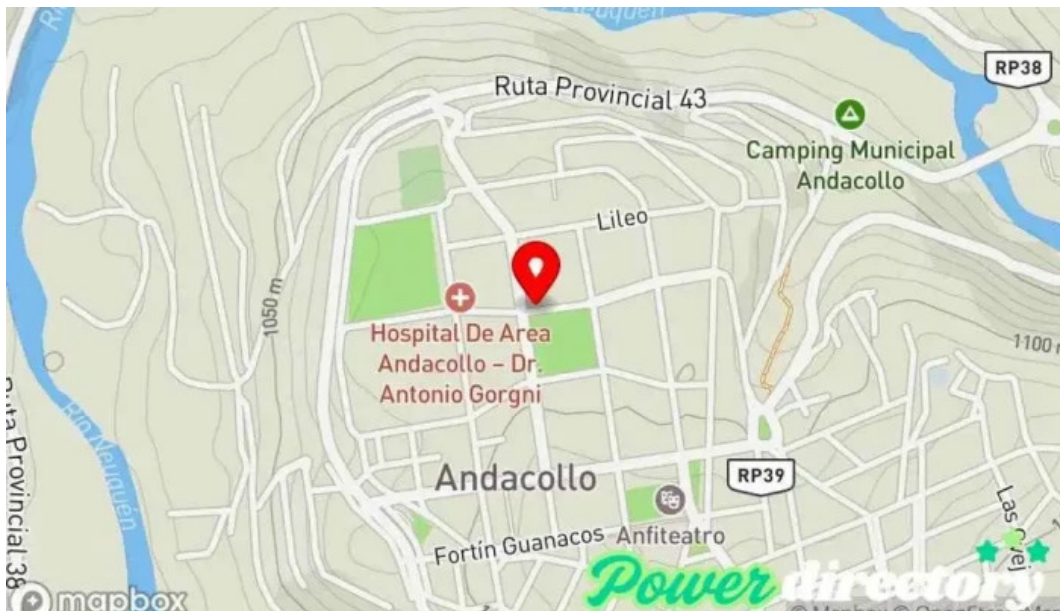 Neuquén
RP38
Ruta Provincial 43
Camping Municipal
Andacollo
Lileo
1050 m
Hospital De Area
Andacollo – Dr.
Antonio Gorgni
1100 m
Ruta Provincial 38
Río Neuquén
Andacollo
RP39
Anfiteatro
Fortín Guanacos
Power directory
mapbox